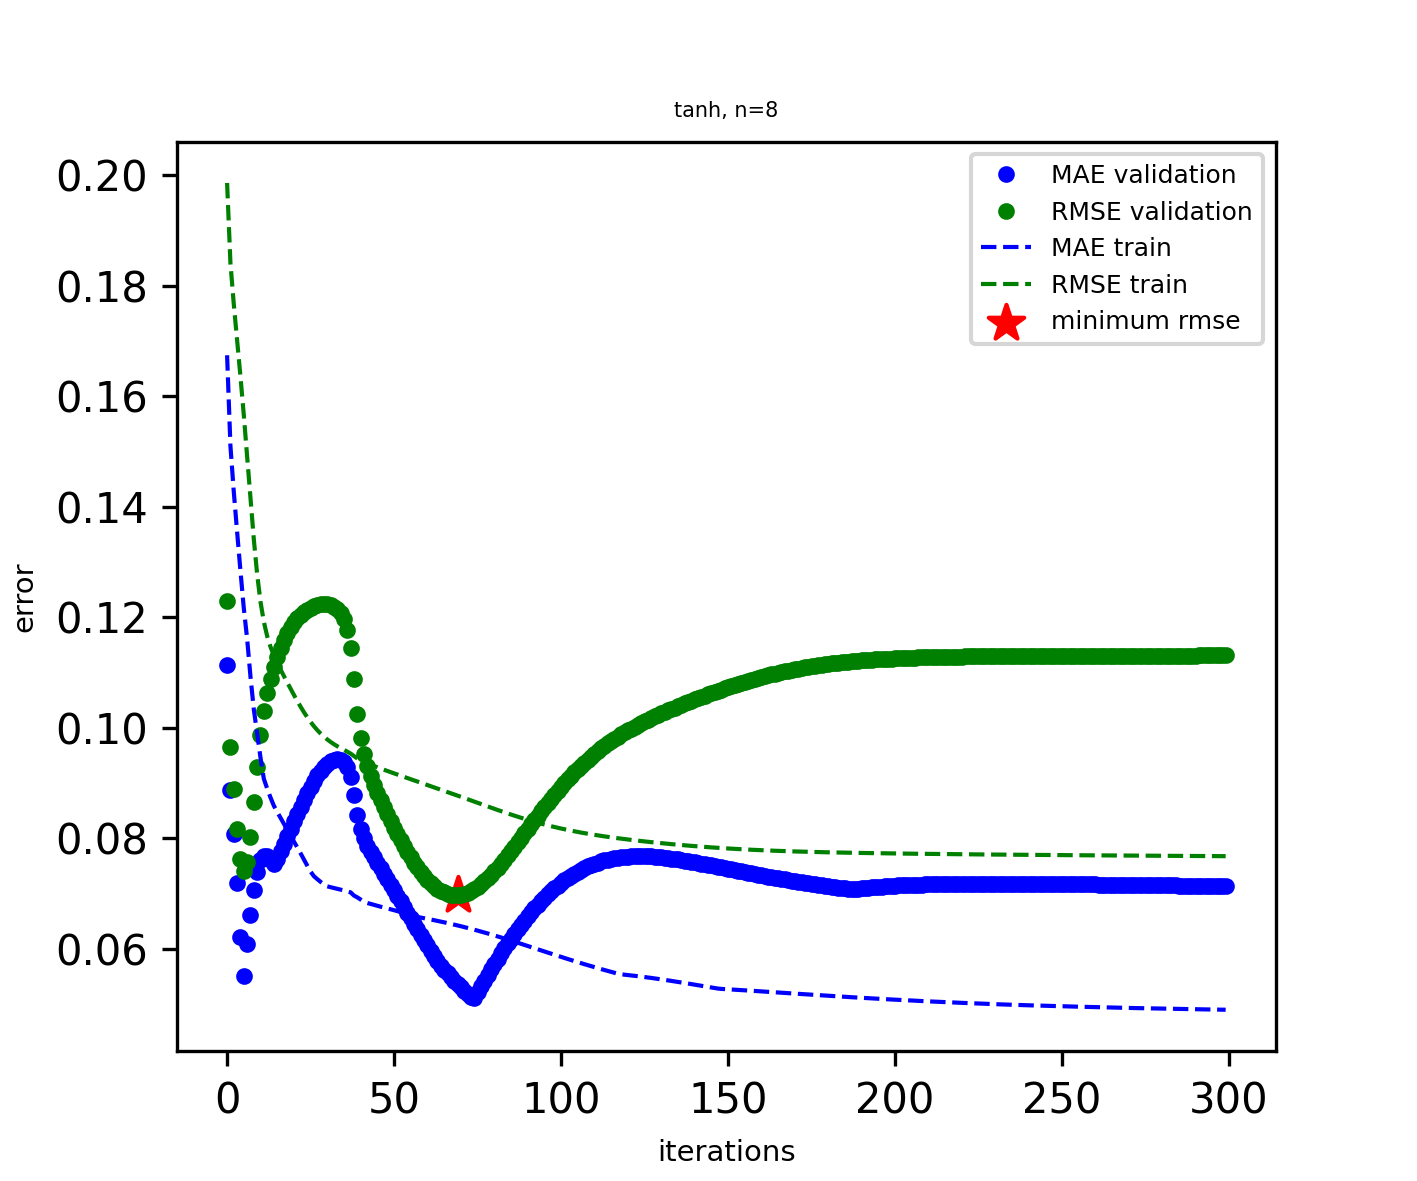 tanh, n=8
0.20
0.18
0.16
0.14
0.12
0.10
0.08
0.06
error
MAE validation
RMSE validation
MAE train
RMSE train
minimum rmse
0 50 100 150 200 250 300
iterations